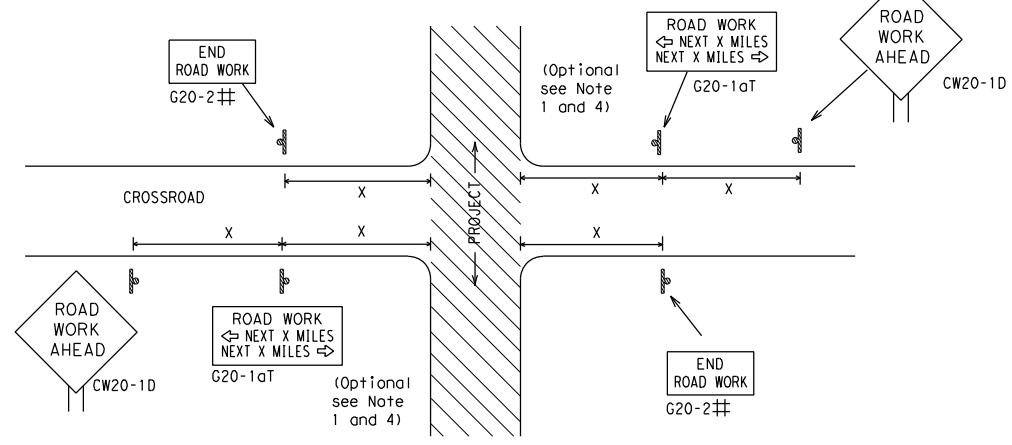 ROAD
WORK
AHEAD
CW20-1D
ROAD WORK
⇦ NEXT X MILES
NEXT X MILES ⇨
G20-1aT
(Optional
see Note
1 and 4)
END
ROAD WORK
G20-2#
X
X
X
CROSSROAD
PROJECT
X
X
X
ROAD
WORK
AHEAD
CW20-1D
ROAD WORK
⇦ NEXT X MILES
NEXT X MILES ⇨
G20-1aT
(Optional
see Note
1 and 4)
END
ROAD WORK
G20-2#